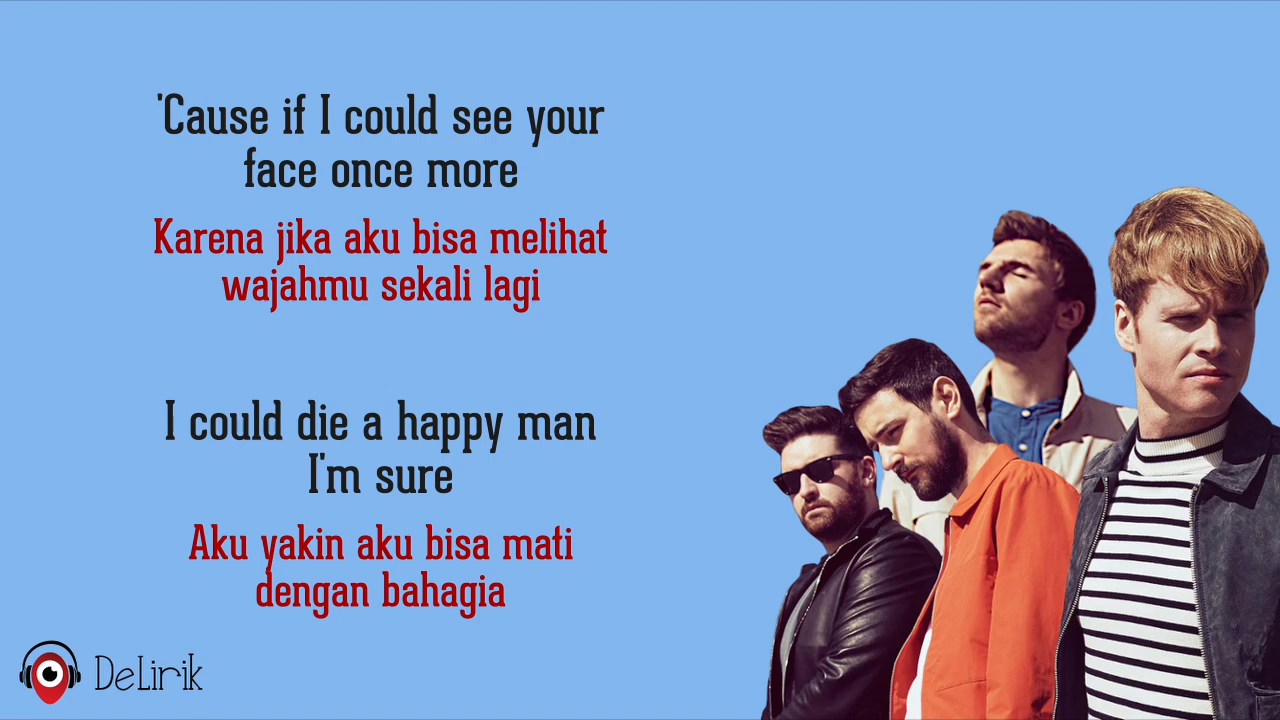 'Cause if I could see your
face once more
Karena jika aku bisa melihat
wajahmu sekali lagi
I could die a happy man
I'm sure
Aku yakin aku bisa mati
dengan bahagia
DeLirik